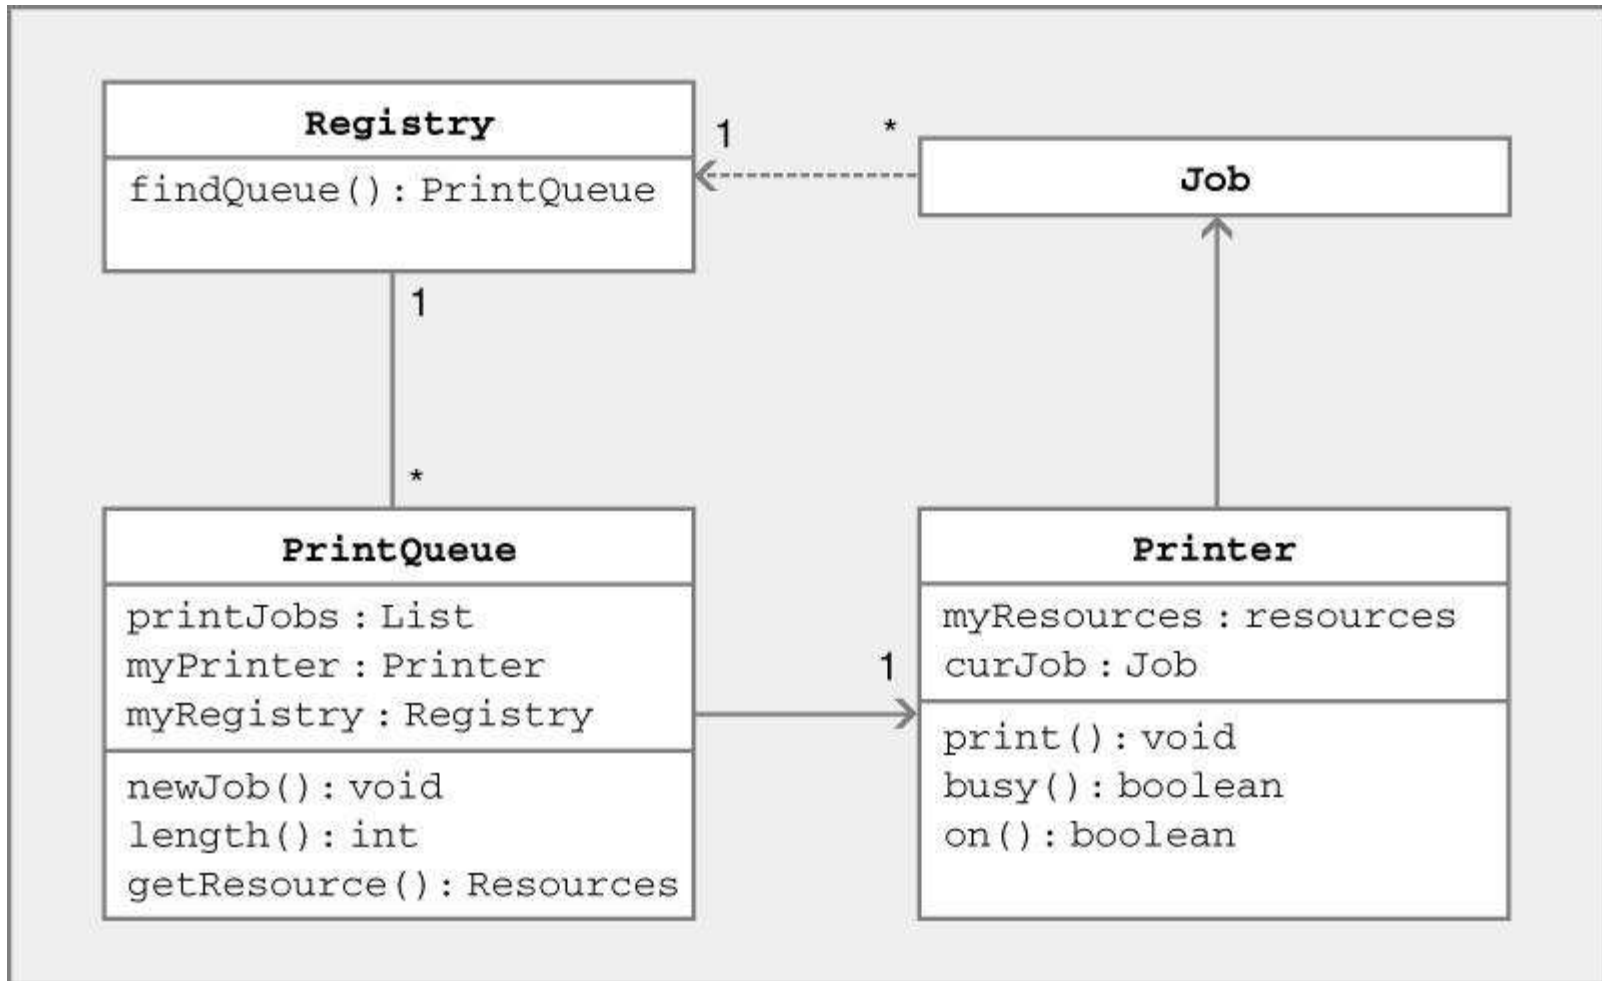 Registry
findQueue(): PrintQueue
1
*
Job
1
*
PrintQueue
printJobs : List
myPrinter : Printer
myRegistry : Registry
newJob(): void
length(): int
getResource(): Resources
1
Printer
myResources : resources
curJob : Job
print(): void
busy(): boolean
on(): boolean